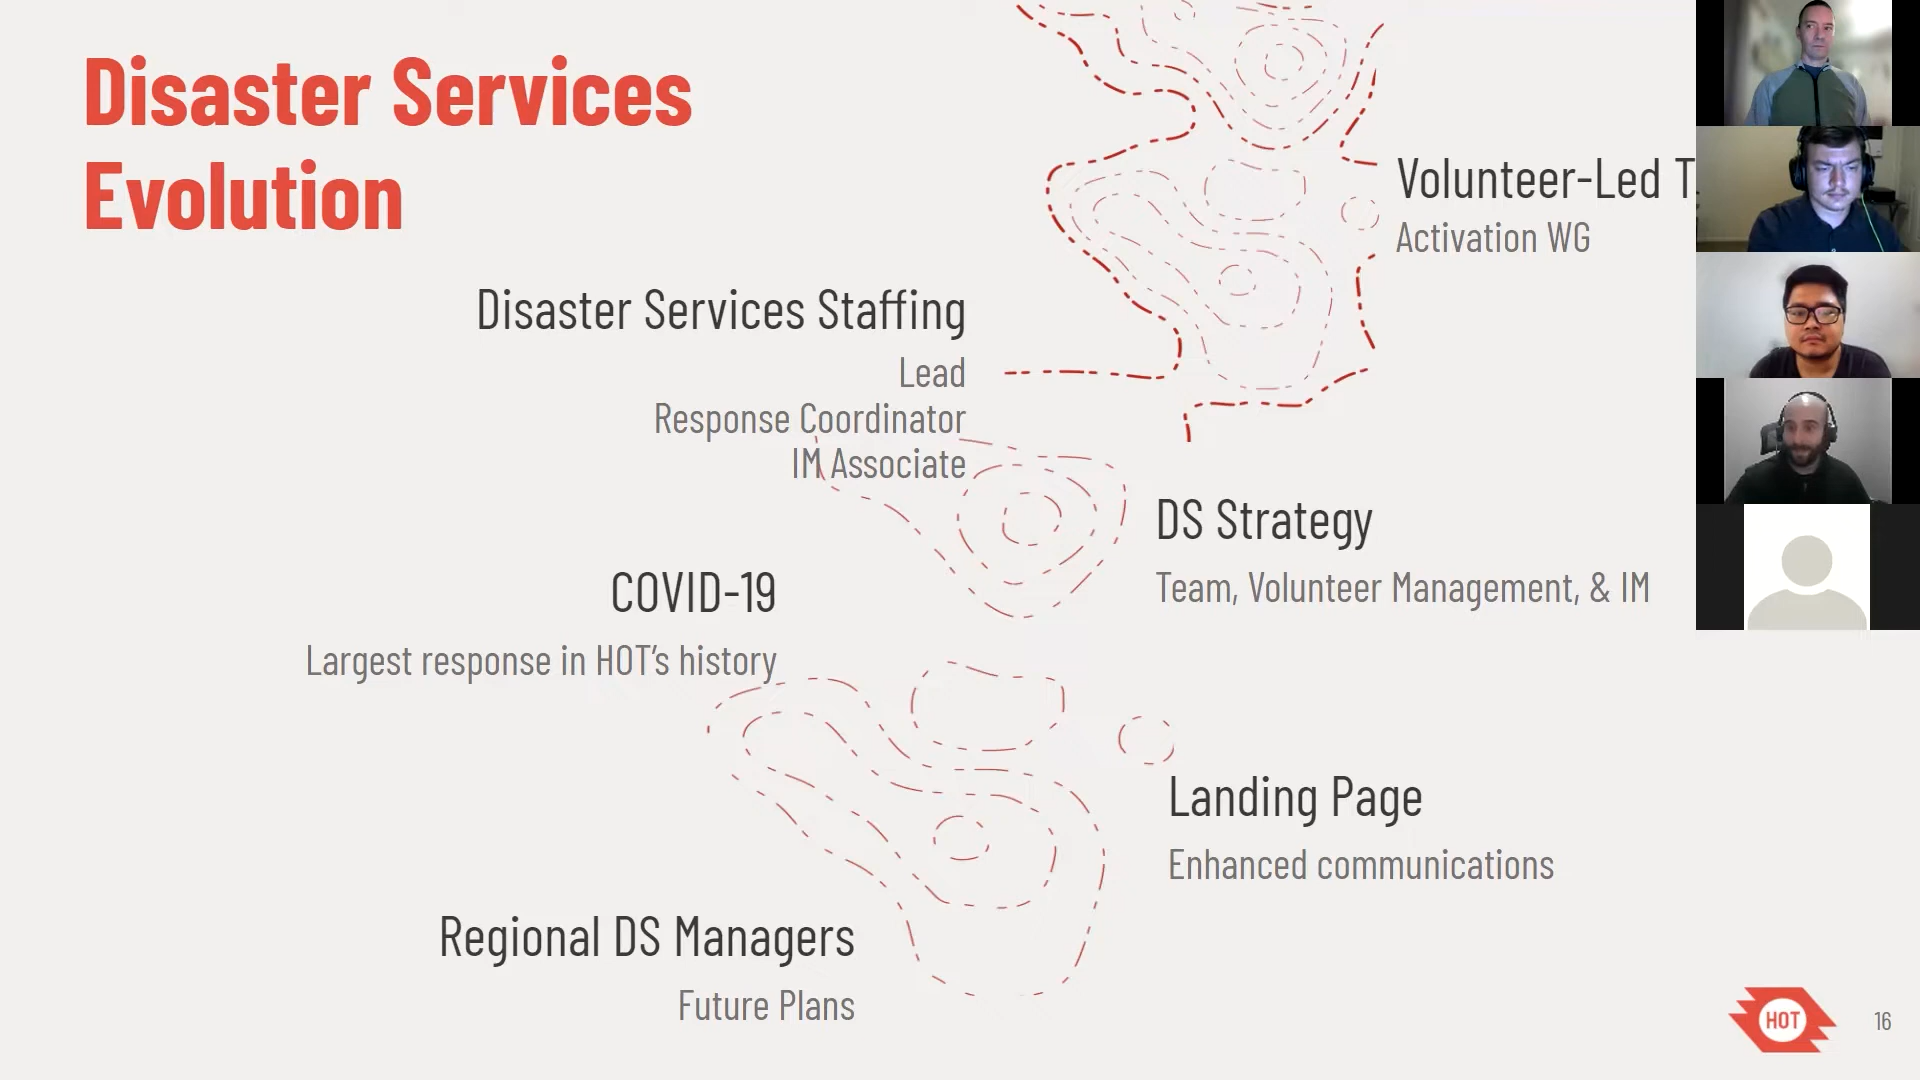 Disaster Services
Evolution
Volunteer-Led T
Activation WG
Disaster Services Staffing
Lead
Response Coordinator
IM Associate
DS Strategy
Team, Volunteer Management, & IM
COVID-19
Largest response in HOT's history
Landing Page
Enhanced communications
Regional DS Managers
Future Plans
HOT
16